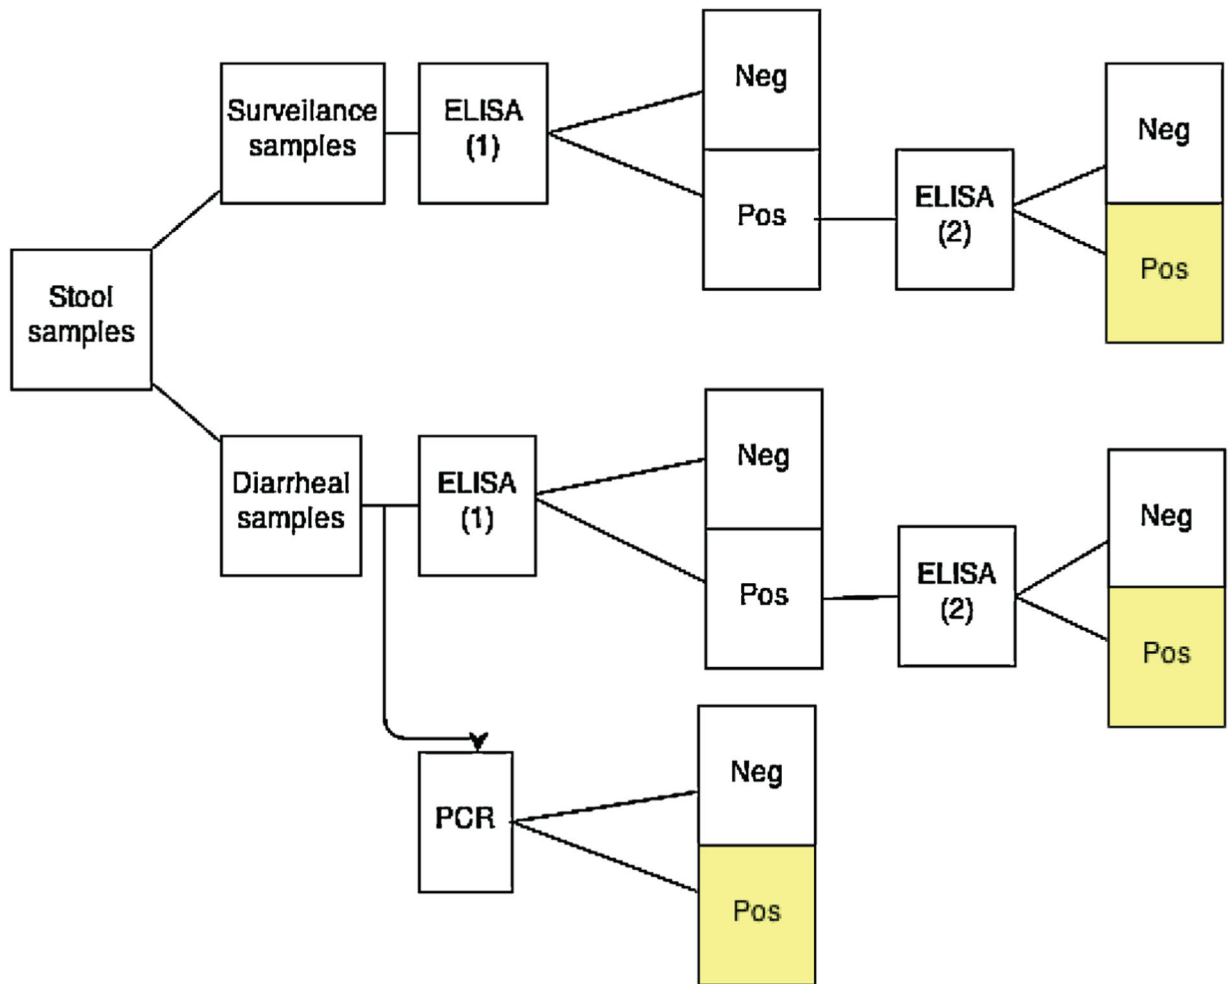 Stool
samples
Surveilance
samples
ELISA
(1)
Neg
Pos
ELISA
(2)
Neg
Pos
Diarrheal
samples
ELISA
(1)
Neg
Pos
ELISA
(2)
Neg
Pos
PCR
Neg
Pos